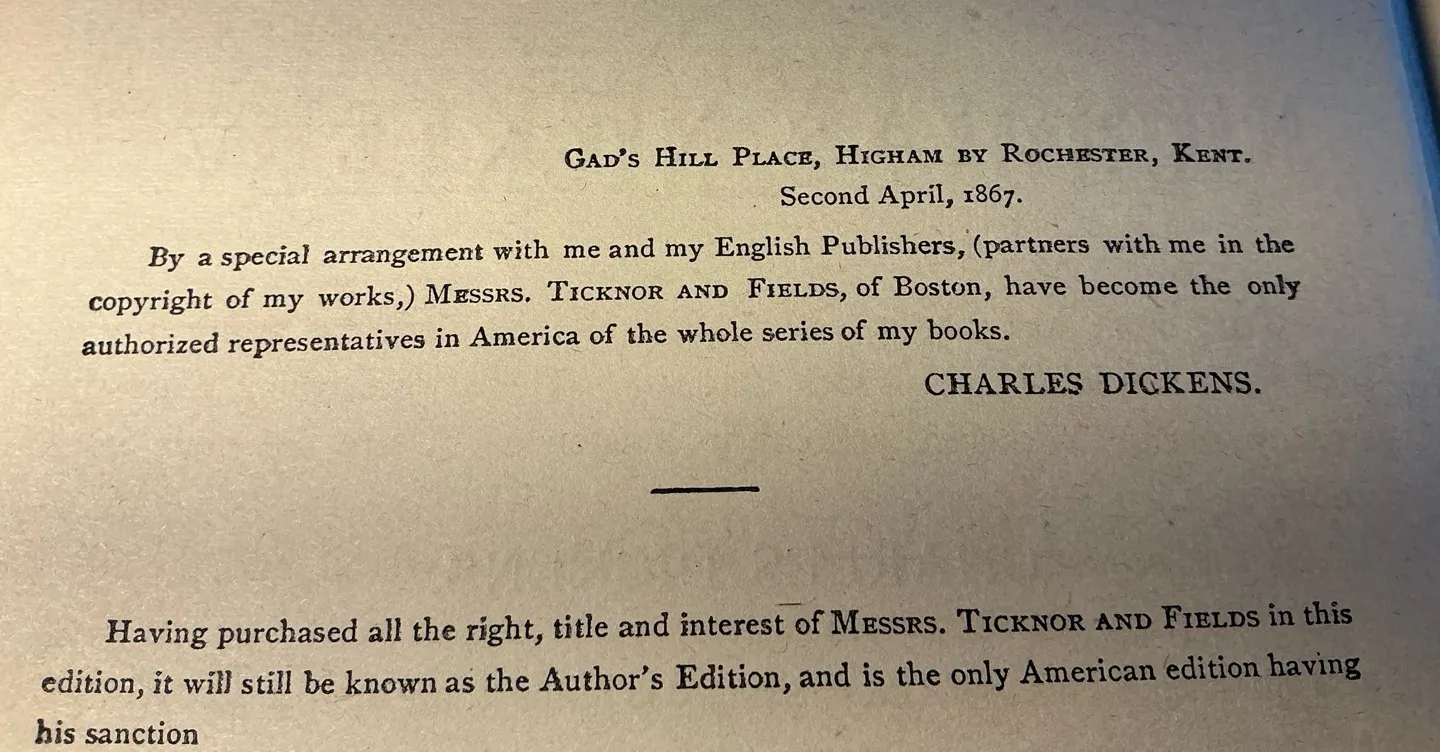 GAD'S HILL PLACE, HIGHAM BY ROCHESTER, KENT.
Second April, 1867.
By a special arrangement with me and my English Publishers, (partners with me in the
copyright of my works,) MESSRS. TICKNOR AND FIELDS, of Boston, have become the only
authorized representatives in America of the whole series of my books.
CHARLES DICKENS.
Having purchased all the right, title and interest of MESSRS. TICKNOR AND FIELDS in this
edition, it will still be known as the Author's Edition, and is the only American edition having
his sanction